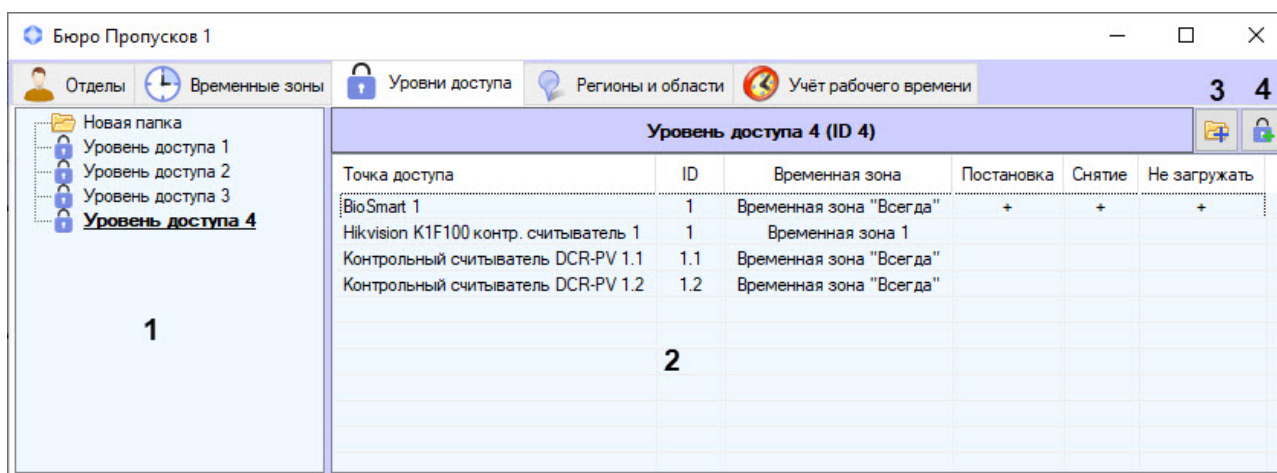 Бюро Пропусков 1
Отделы Временные зоны Уровни доступа Регионы и области Учёт рабочего времени 3 4
Новая папка
Уровень доступа 1
Уровень доступа 2
Уровень доступа 3
Уровень доступа 4
1
Уровень доступа 4 (ID 4)
Точка доступа ID Временная зона Постановка Снятие Не загружать
BioSmart 1 1 Временная зона "Всегда" + + +
Hikvision K1F100 контр. считыватель 1 1 Временная зона 1
Контрольный считыватель DCR-PV 1.1 1.1 Временная зона "Всегда"
Контрольный считыватель DCR-PV 1.2 1.2 Временная зона "Всегда"
2